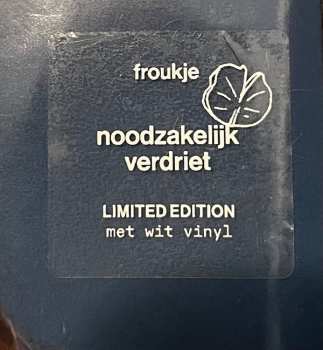 froukje
noodzakelijk
verdriet
LIMITED EDITION
met wit vinyl